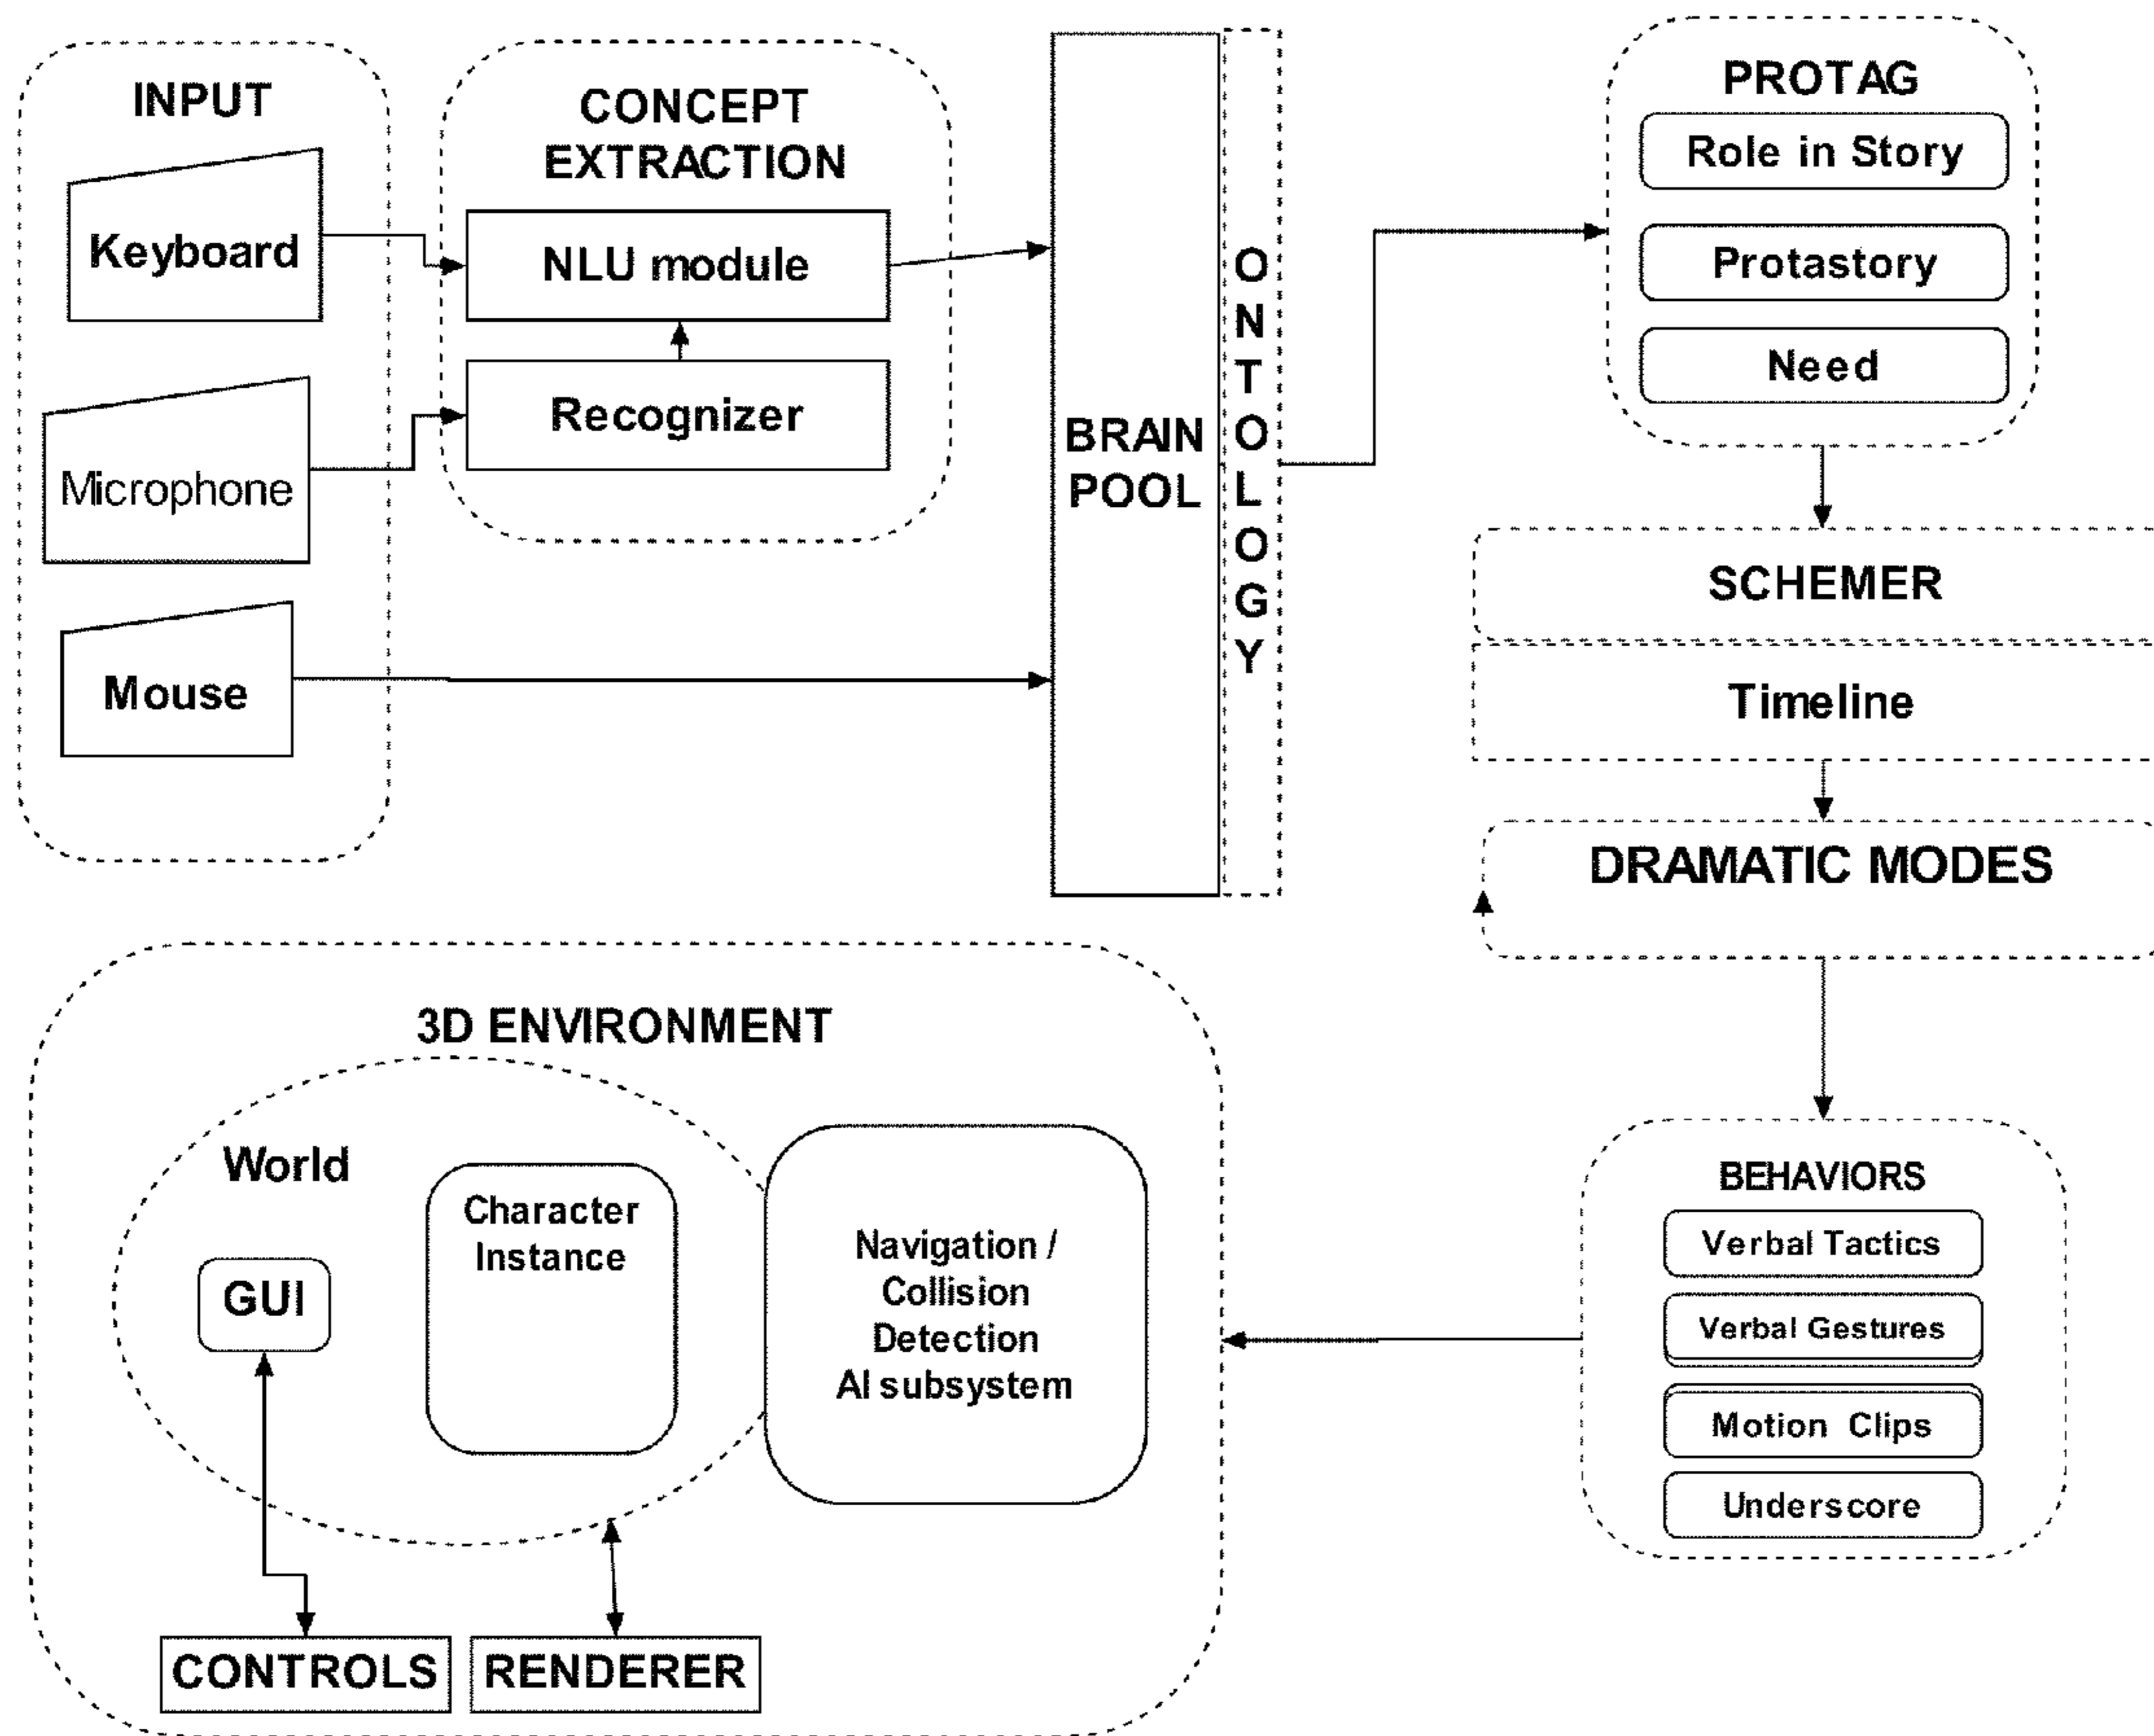 INPUT
Keyboard
Microphone
Mouse
CONCEPT
EXTRACTION
NLU module
Recognizer
BRAIN
POOL
ONTOLOGY
PROTAG
Role in Story
Protastory
Need
SCHEMER
Timeline
DRAMATIC MODES
BEHAVIORS
Verbal Tactics
Verbal Gestures
Motion Clips
Underscore
3D ENVIRONMENT
World
GUI
Character
Instance
Navigation /
Collision
Detection
AI subsystem
CONTROLS
RENDERER